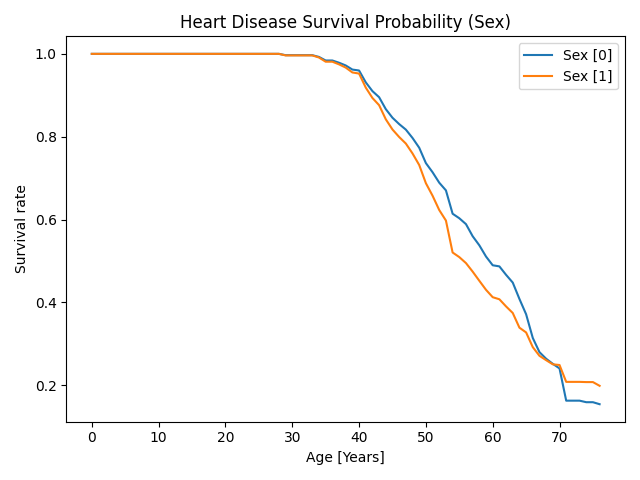 Heart Disease Survival Probability (Sex)
Sex [0]
Sex [1]
Survival rate
1.0
0.8
0.6
0.4
0.2
0 10 20 30 40 50 60 70
Age [Years]